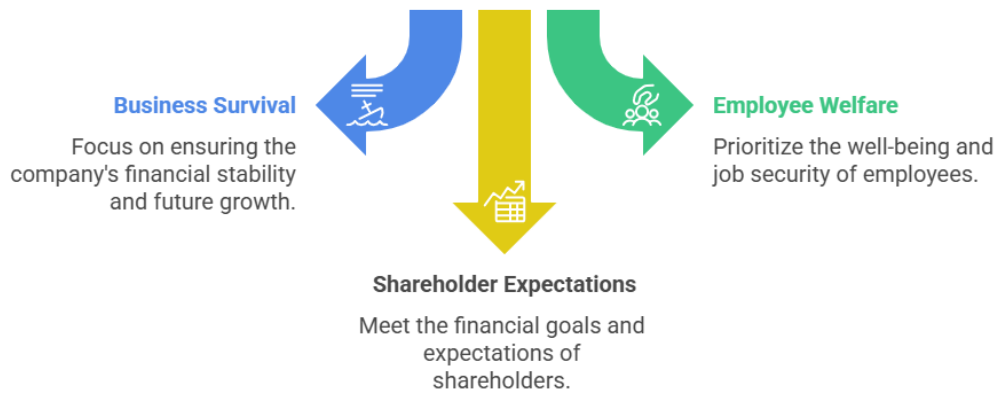 Business Survival
Focus on ensuring the
company's financial stability
and future growth.
Employee Welfare
Prioritize the well-being and
job security of employees.
Shareholder Expectations
Meet the financial goals and
expectations of
shareholders.